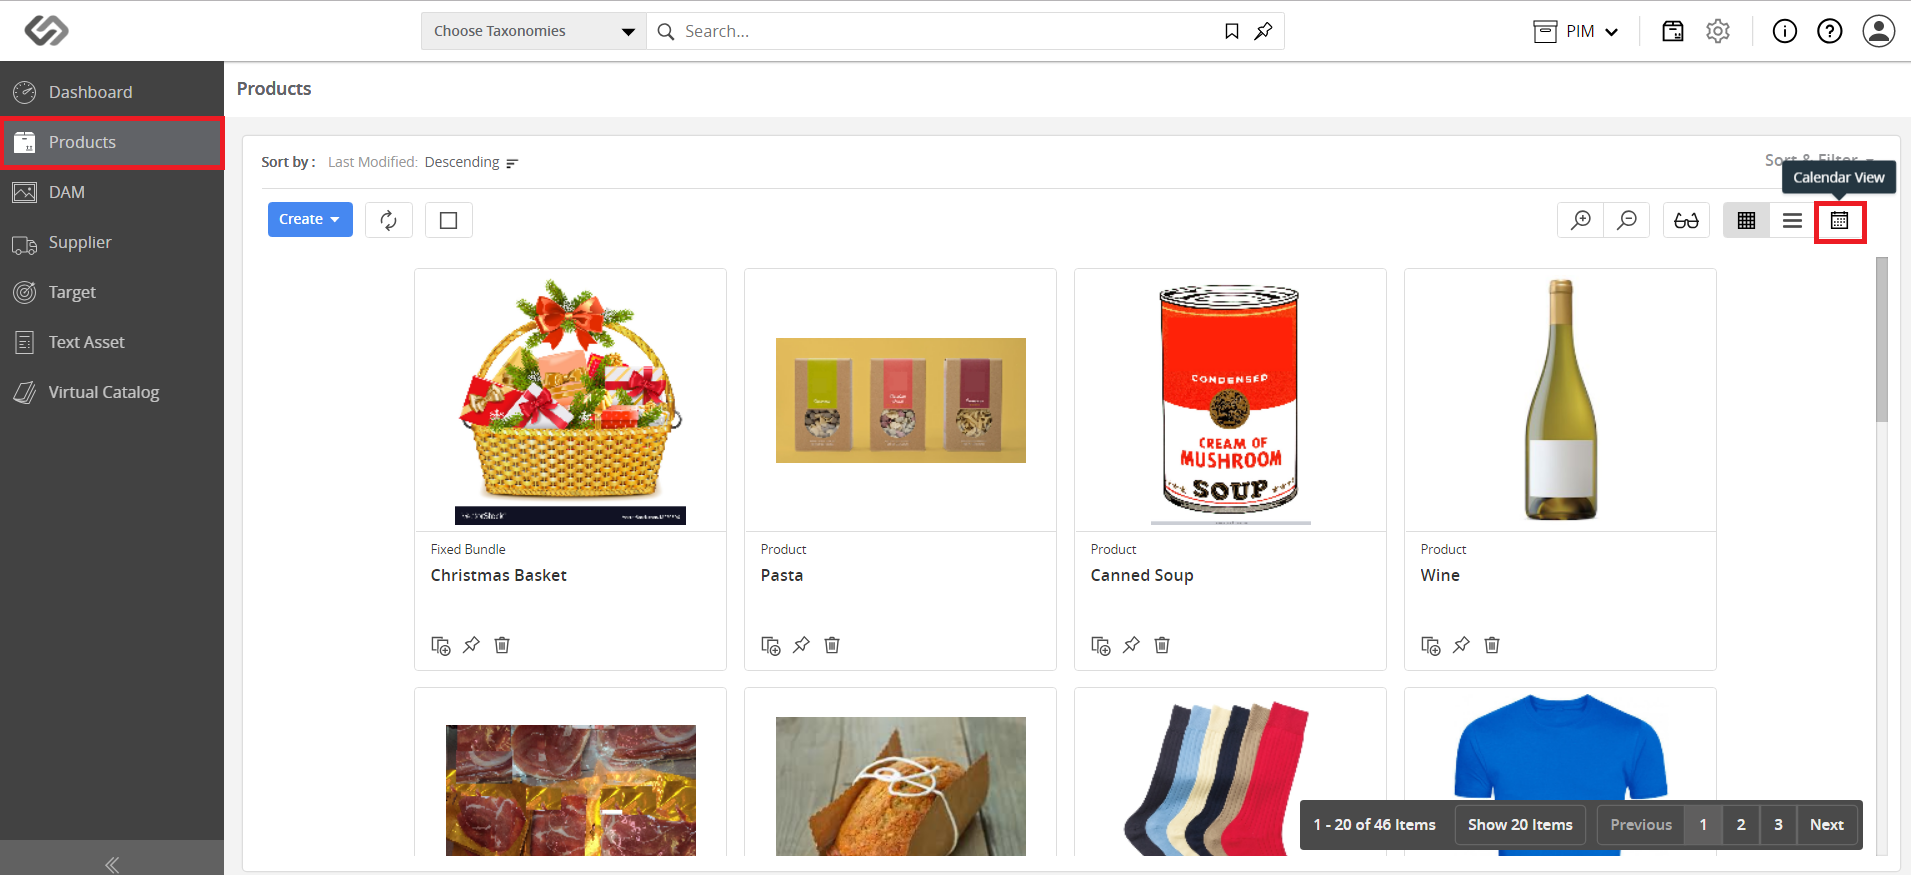 Choose Taxonomies
Search...
PIM
Dashboard
Products
DAM
Supplier
Target
Text Asset
Virtual Catalog
Products
Sort by : Last Modified: Descending
Sort & Filter
Calendar View
Create
CONDENSED
CREAM OF
MUSHROOM
SOUP
VectorStock
Fixed Bundle
Christmas Basket
Product
Pasta
Product
Canned Soup
Product
Wine
1 - 20 of 46 Items
Show 20 Items
Previous
1
2
3
Next